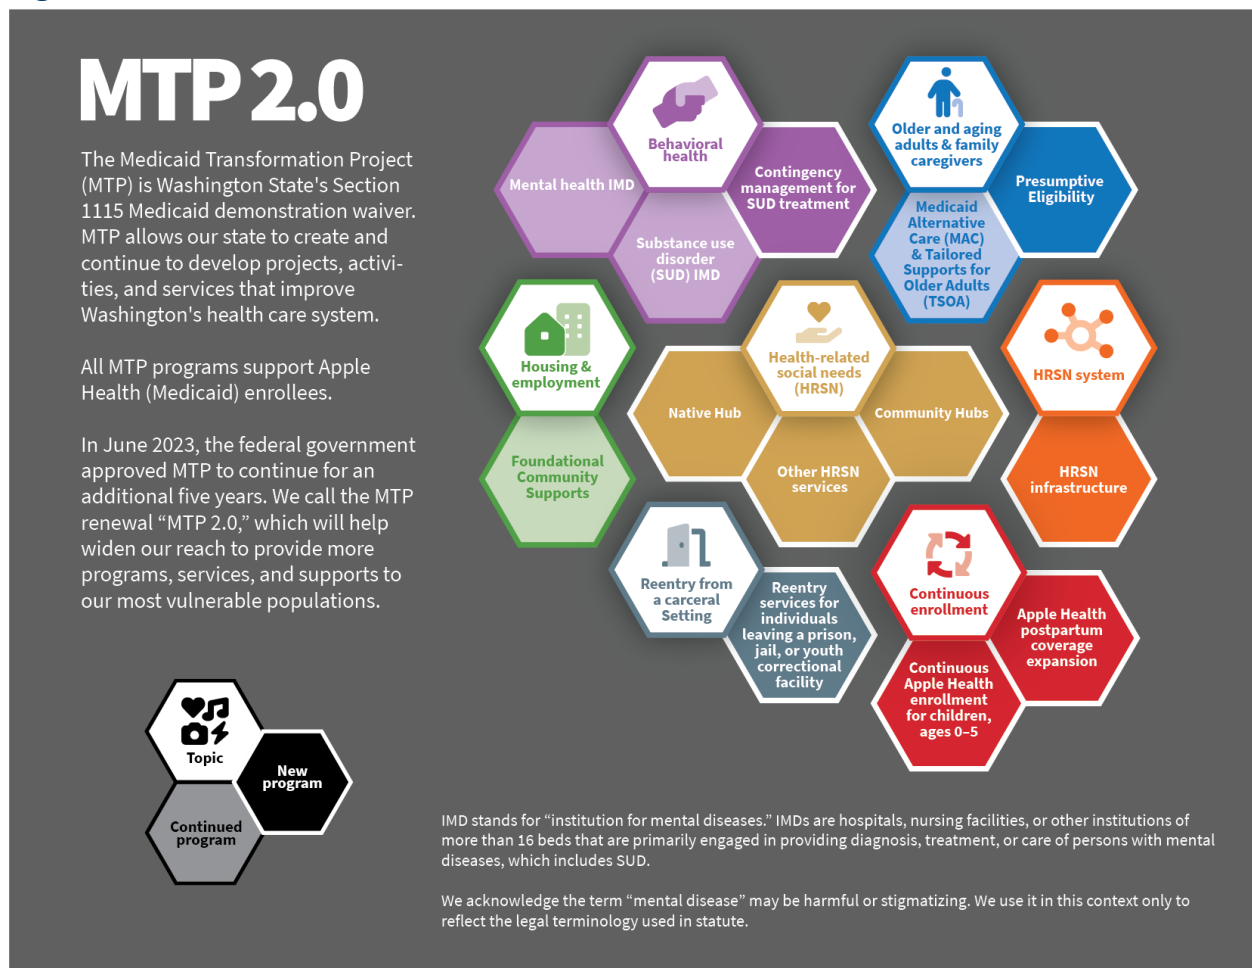 MTP 2.0
The Medicaid Transformation Project
(MTP) is Washington State's Section
1115 Medicaid demonstration waiver.
MTP allows our state to create and
continue to develop projects, activi-
ties, and services that improve
Washington's health care system.
All MTP programs support Apple
Health (Medicaid) enrollees.
In June 2023, the federal government
approved MTP to continue for an
additional five years. We call the MTP
renewal “MTP 2.0,” which will help
widen our reach to provide more
programs, services, and supports to
our most vulnerable populations.
Topic
New
program
Continued
program
Behavioral
health
Mental health IMD
Contingency
management for
SUD treatment
Substance use
disorder
(SUD) IMD
Older and aging
adults & family
caregivers
Presumptive
Eligibility
Medicaid
Alternative
Care (MAC)
& Tailored
Supports for
Older Adults
(TSOA)
Housing &
employment
Foundational
Community
Supports
Health-related
social needs
(HRSN)
Native Hub
Community Hubs
Other HRSN
services
HRSN system
HRSN
infrastructure
Reentry from
a carceral
Setting
Reentry
services for
individuals
leaving a prison,
jail, or youth
correctional
facility
Continuous
enrollment
Apple Health
postpartum
coverage
expansion
Continuous
Apple Health
enrollment
for children,
ages 0–5
IMD stands for “institution for mental diseases.” IMDs are hospitals, nursing facilities, or other institutions of
more than 16 beds that are primarily engaged in providing diagnosis, treatment, or care of persons with mental
diseases, which includes SUD.
We acknowledge the term “mental disease” may be harmful or stigmatizing. We use it in this context only to
reflect the legal terminology used in statute.